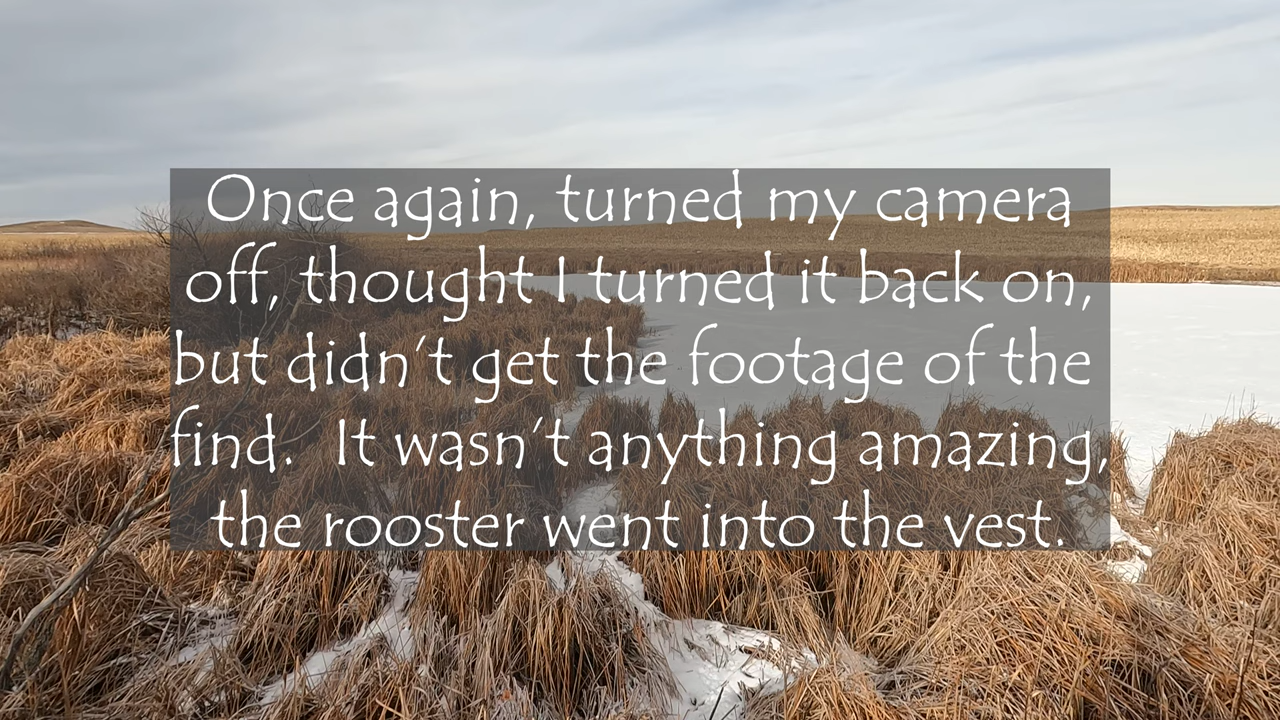 Once again, turned my camera
off, thought I turned it back on,
but didn't get the footage of the
find.  It wasn't anything amazing,
the rooster went into the vest.